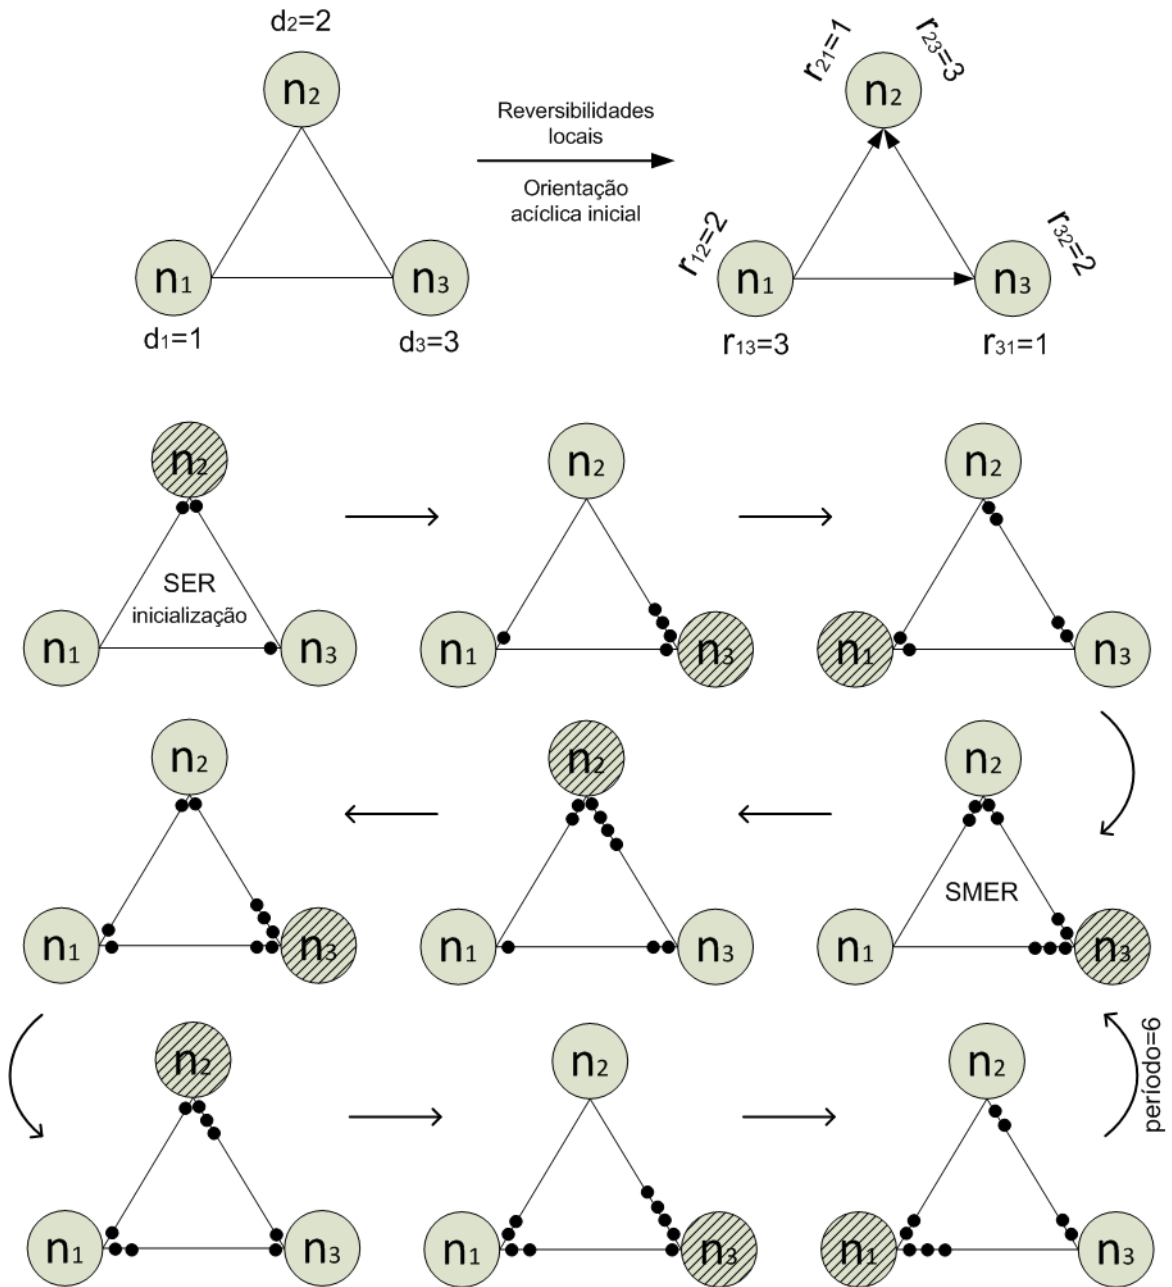 d2=2
n2
n1
n3
d1=1
d3=3
Reversibilidades
locais
Orientação
acíclica inicial
r21=1
r23=3
n2
r12=2
r32=2
n1
n3
r13=3
r31=1
n2
SER
inicialização
n1
n3
n2
n1
n3
n2
n1
n3
n2
n1
n3
n2
n1
n3
n2
SMER
n1
n3
n2
n1
n3
n2
n1
n3
n2
n1
n3
período=6